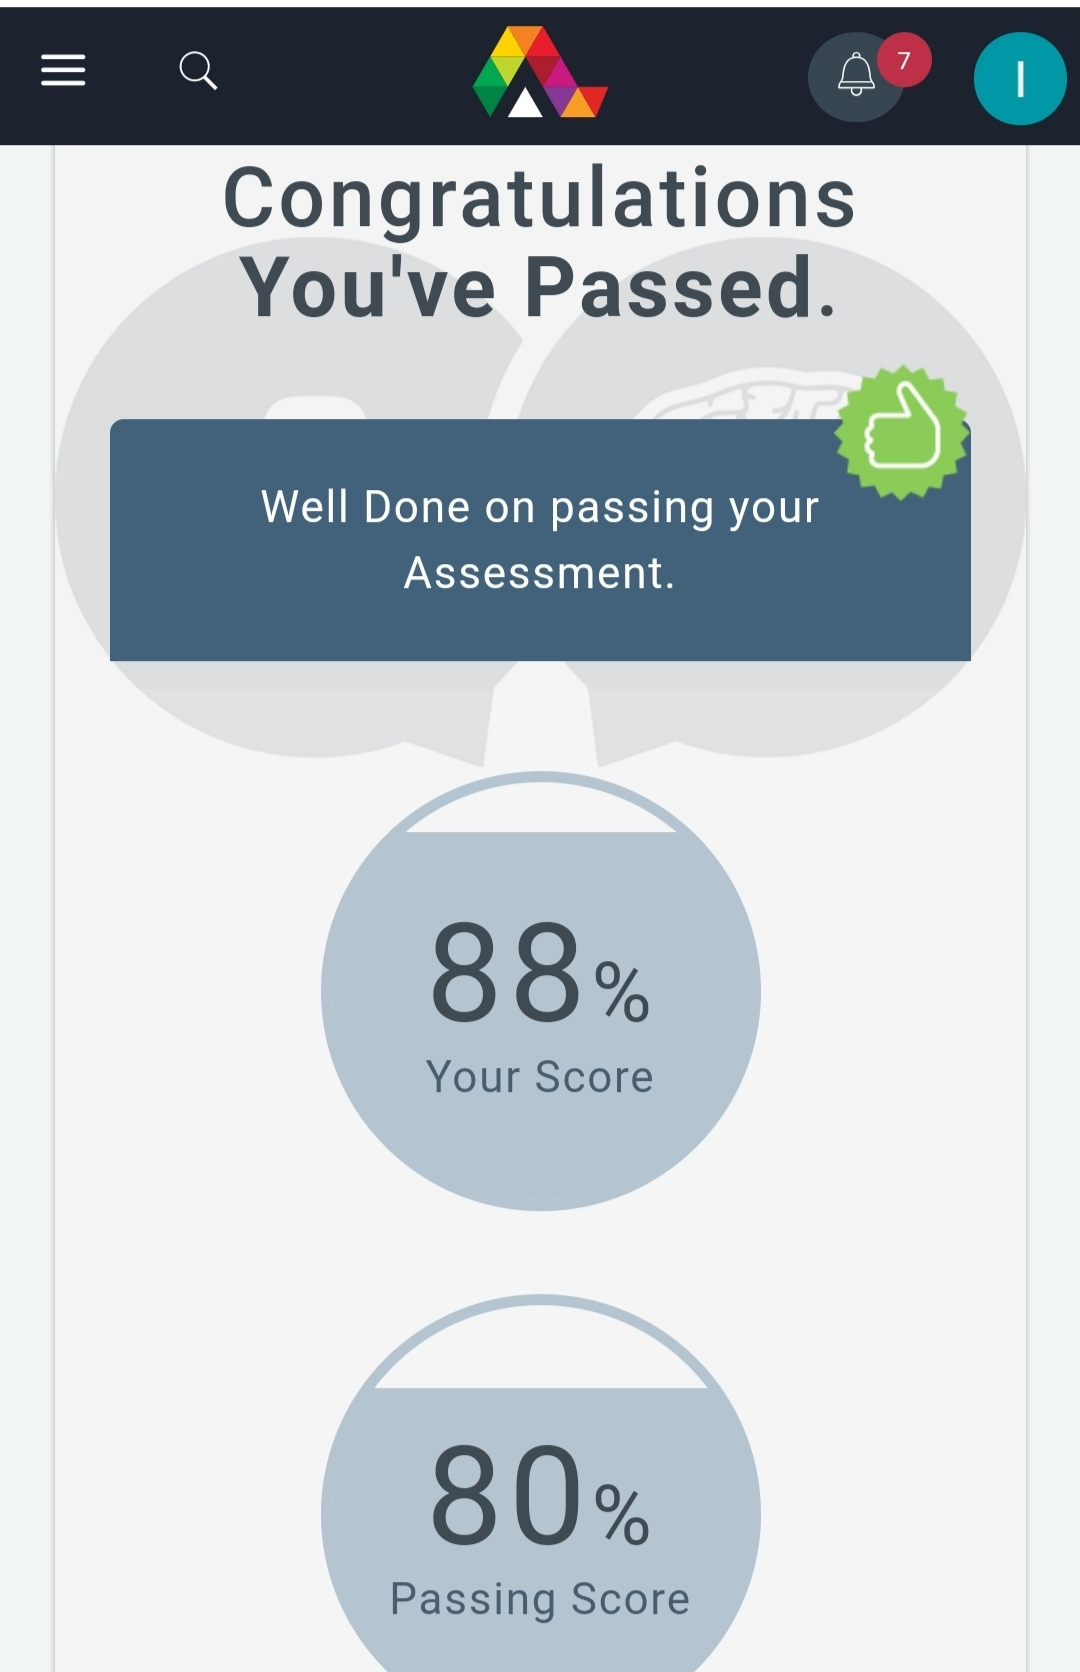 7
I
Congratulations
You've Passed.
Well Done on passing your
Assessment.
88%
Your Score
80%
Passing Score